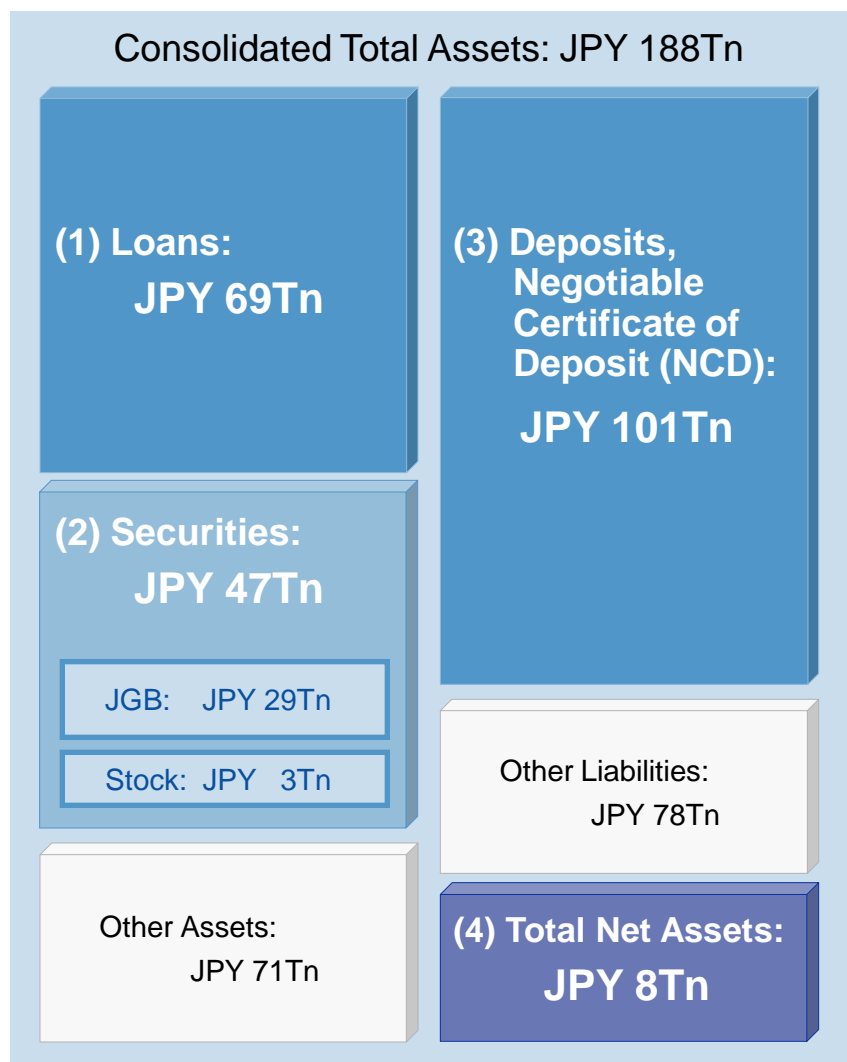 Consolidated Total Assets: JPY 188Tn
(1) Loans:
JPY 69Tn
(2) Securities:
JPY 47Tn
JGB: JPY 29Tn
Stock: JPY 3Tn
Other Assets:
JPY 71Tn
(3) Deposits,
Negotiable
Certificate of
Deposit (NCD):
JPY 101Tn
Other Liabilities:
JPY 78Tn
(4) Total Net Assets:
JPY 8Tn